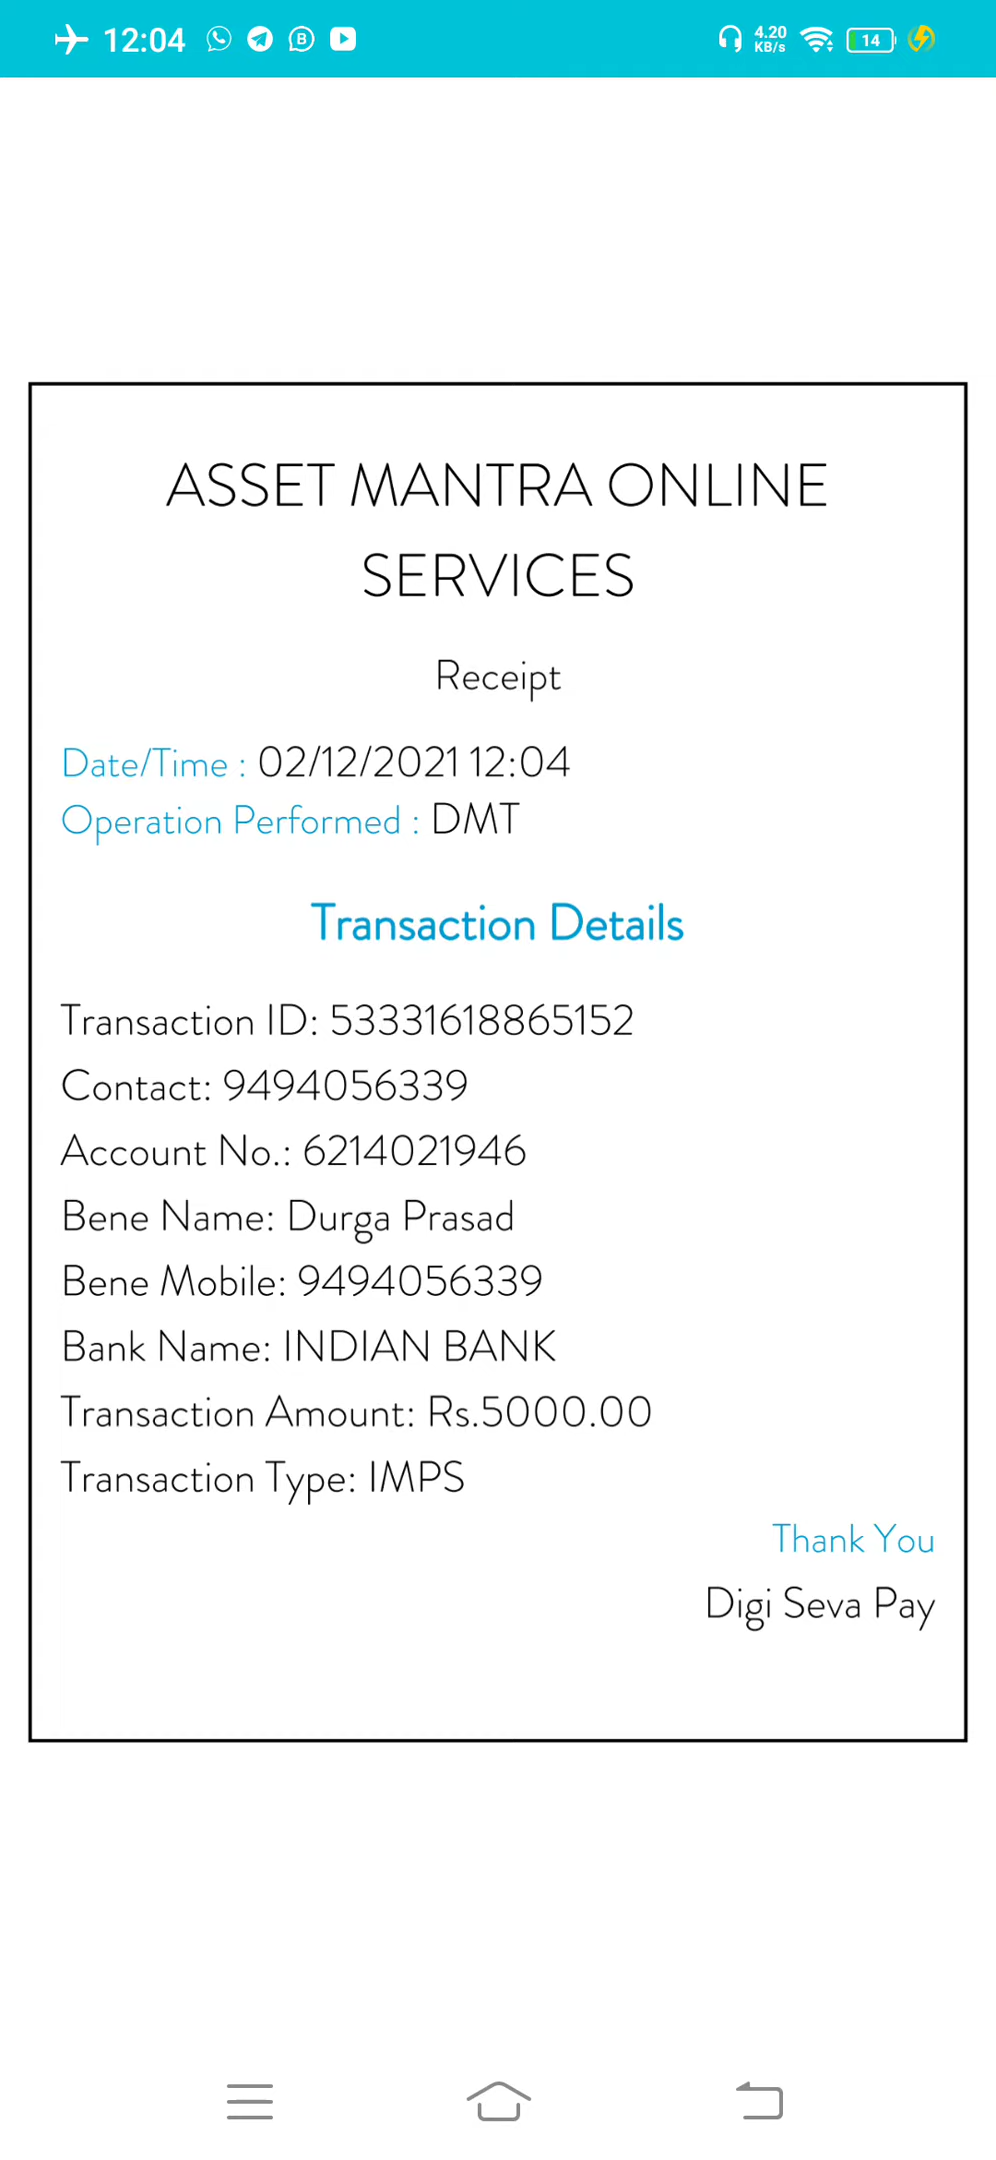 12:04 4.20 KB/s 14
ASSET MANTRA ONLINE
SERVICES
Receipt
Date/Time : 02/12/2021 12:04
Operation Performed : DMT
Transaction Details
Transaction ID: 53331618865152
Contact: 9494056339
Account No.: 6214021946
Bene Name: Durga Prasad
Bene Mobile: 9494056339
Bank Name: INDIAN BANK
Transaction Amount: Rs.5000.00
Transaction Type: IMPS
Thank You
Digi Seva Pay